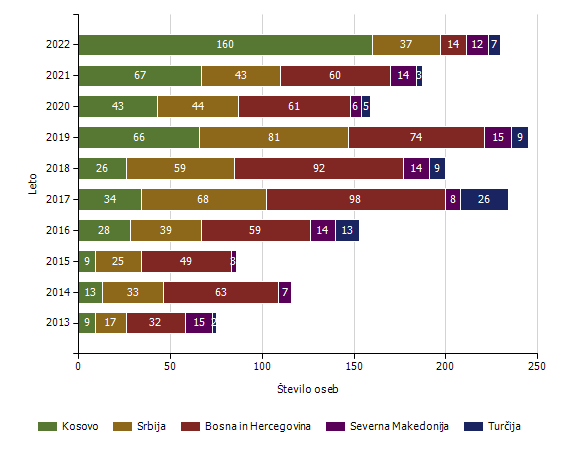 2022 160 37 14 12 7
2021 67 43 60 14 3
2020 43 44 61 6 5
2019 66 81 74 15 9
2018 26 59 92 14 9
2017 34 68 98 8 26
2016 28 39 59 14 13
2015 9 25 49 3
2014 13 33 63 7
2013 9 17 32 15 2
Leto
0 50 100 150 200 250
Število oseb
Kosovo Srbija Bosna in Hercegovina Severna Makedonija Turčija